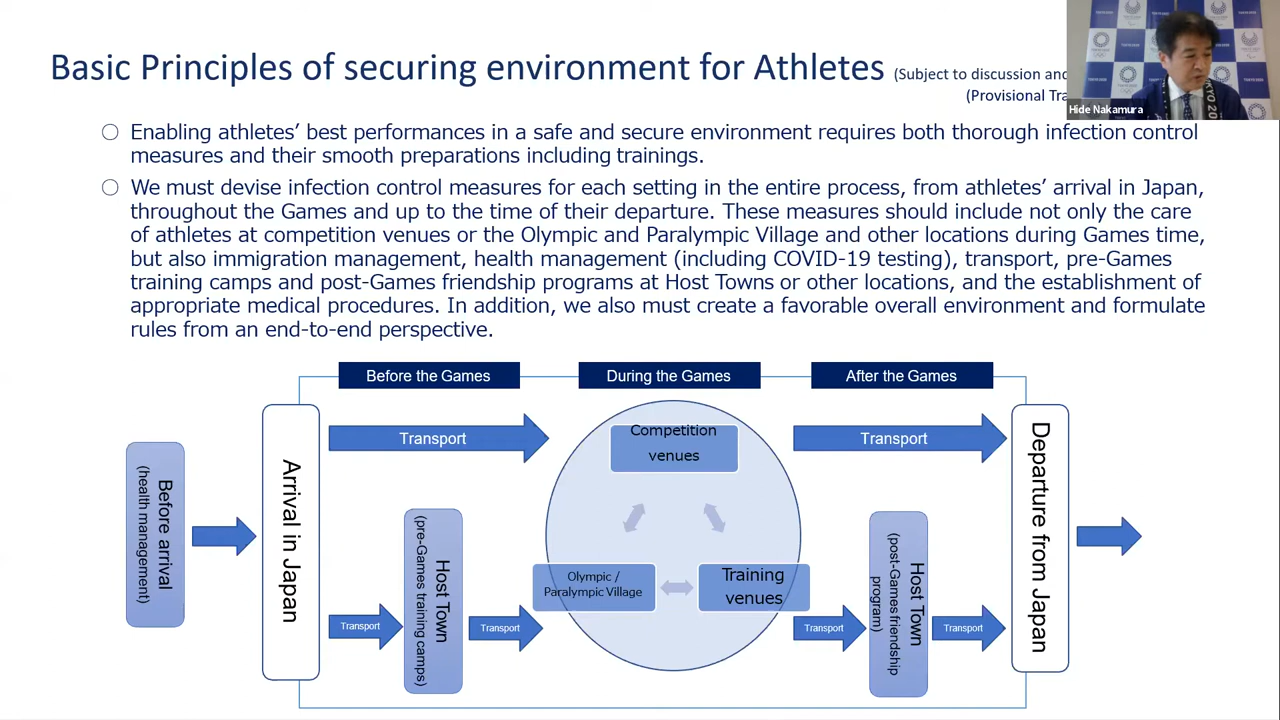 Basic Principles of securing environment for Athletes (Subject to discussion and
(Provisional Tra
Hide Nakamura
○ Enabling athletes’ best performances in a safe and secure environment requires both thorough infection control
measures and their smooth preparations including trainings.
○ We must devise infection control measures for each setting in the entire process, from athletes’ arrival in Japan,
throughout the Games and up to the time of their departure. These measures should include not only the care
of athletes at competition venues or the Olympic and Paralympic Village and other locations during Games time,
but also immigration management, health management (including COVID-19 testing), transport, pre-Games
training camps and post-Games friendship programs at Host Towns or other locations, and the establishment of
appropriate medical procedures. In addition, we also must create a favorable overall environment and formulate
rules from an end-to-end perspective.
Before the Games
During the Games
After the Games
Before arrival
(health management)
Arrival in Japan
Transport
Transport
Host Town
(pre-Games training camps)
Transport
Competition
venues
Olympic /
Paralympic Village
Training
venues
Transport
Transport
Host Town
(post-Games friendship
program)
Transport
Departure from Japan